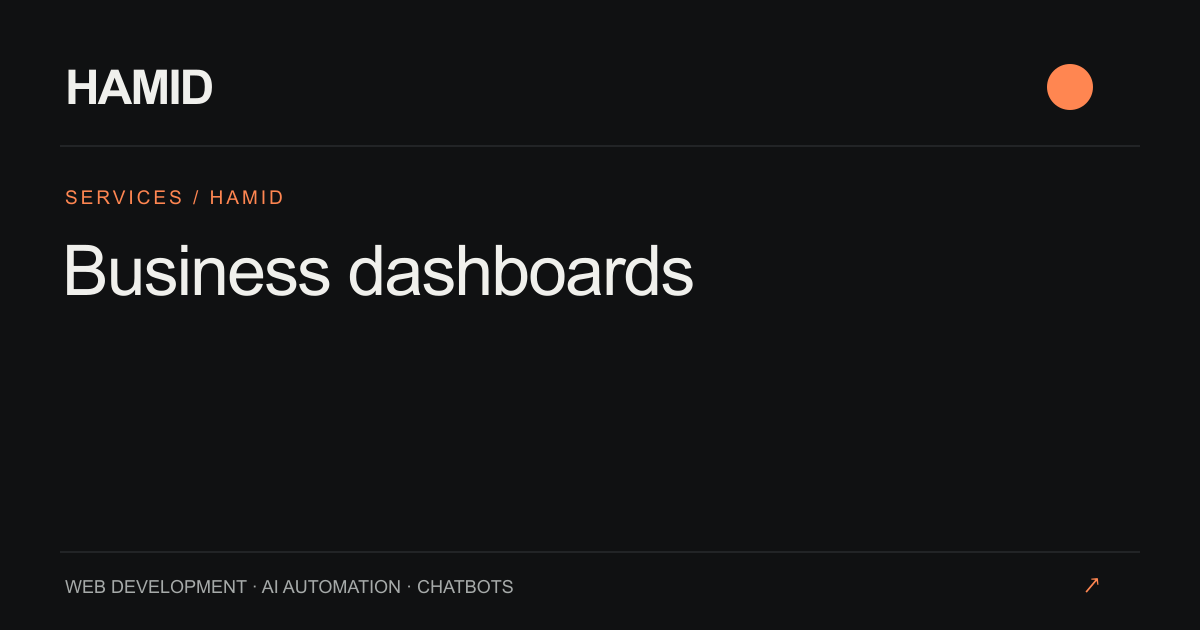 HAMID
SERVICES / HAMID
Business dashboards
WEB DEVELOPMENT · AI AUTOMATION · CHATBOTS
↗